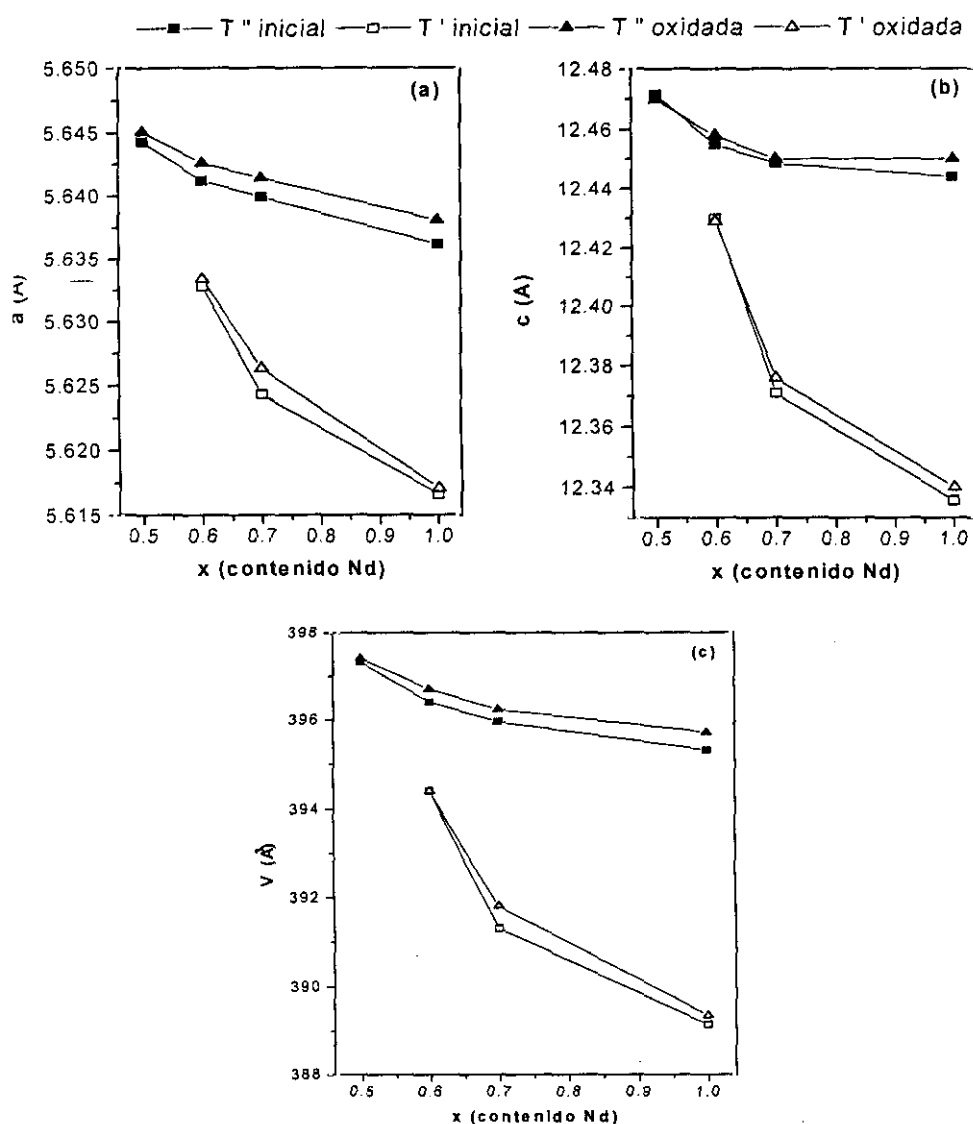 T '' inicial T ' inicial T '' oxidada T ' oxidada
(a)
a (A)
5.650
5.645
5.640
5.635
5.630
5.625
5.620
5.615
0.5 0.6 0.7 0.8 0.9 1.0
x (contenido Nd)
(b)
c (A)
12.48
12.46
12.44
12.42
12.40
12.38
12.36
12.34
0.5 0.6 0.7 0.8 0.9 1.0
x (contenido Nd)
(c)
V (Å)
398
396
394
392
390
388
0.5 0.6 0.7 0.8 0.9 1.0
x (contenido Nd)